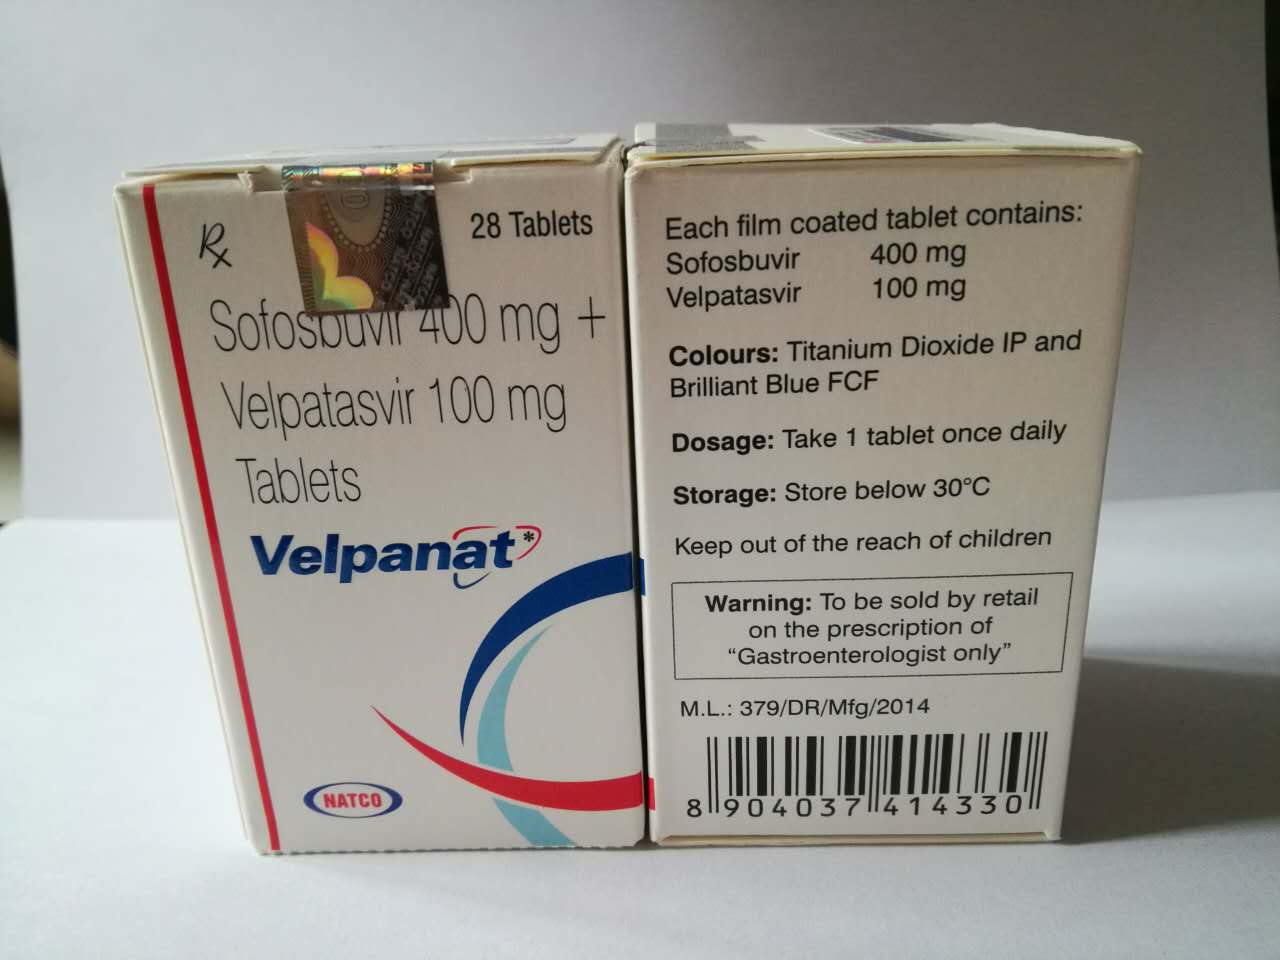 Rx
28 Tablets
Sofosbuvir 400 mg +
Velpatasvir 100 mg
Tablets
Velpanat*
NATCO
Each film coated tablet contains:
Sofosbuvir 400 mg
Velpatasvir 100 mg
Colours: Titanium Dioxide IP and
Brilliant Blue FCF
Dosage: Take 1 tablet once daily
Storage: Store below 30°C
Keep out of the reach of children
Warning: To be sold by retail
on the prescription of
“Gastroenterologist only”
M.L.: 379/DR/Mfg/2014
8 904037 414330